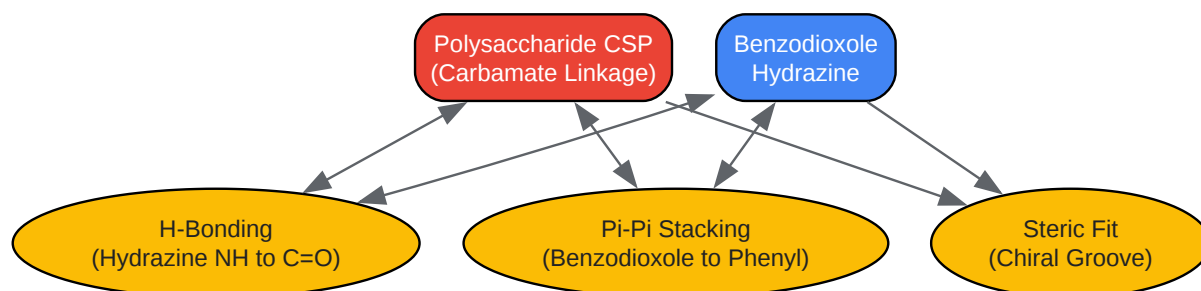 Polysaccharide CSP
(Carbamate Linkage)
Benzodioxole
Hydrazine
H-Bonding
(Hydrazine NH to C=O)
Pi-Pi Stacking
(Benzodioxole to Phenyl)
Steric Fit
(Chiral Groove)